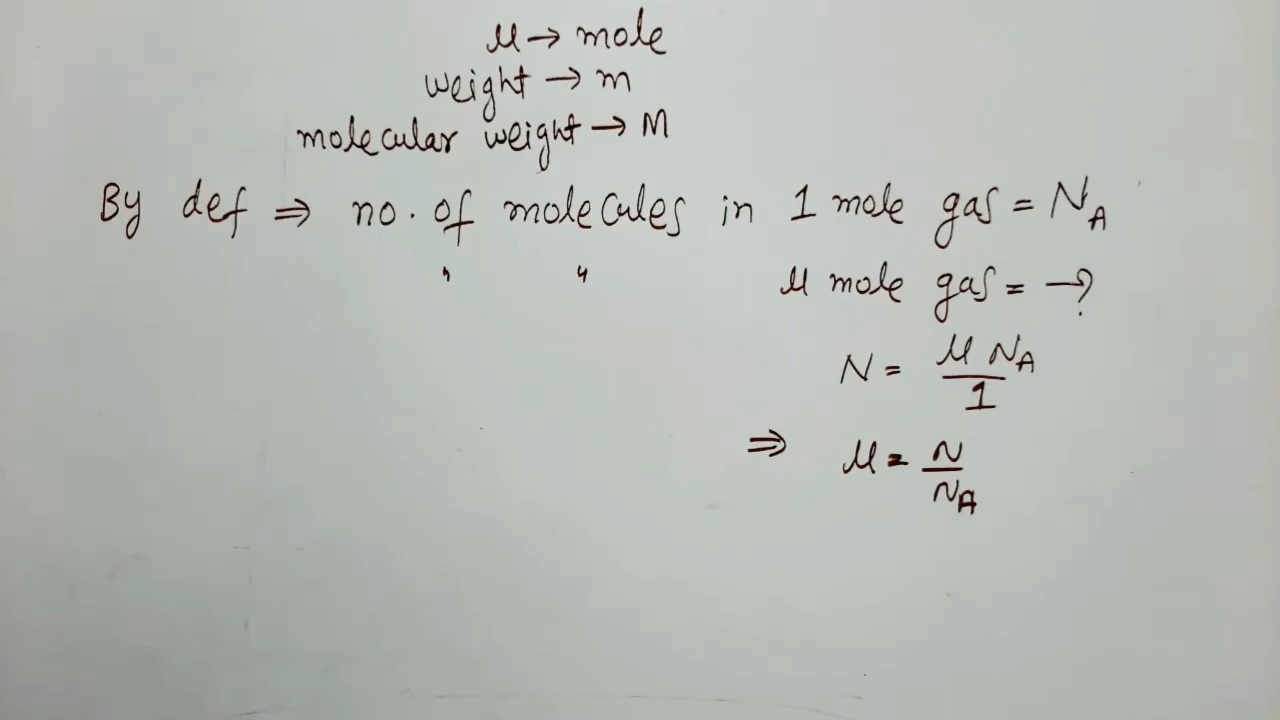 μ → mole
weight → m
molecular weight → M
By def ⇒ no. of molecules in 1 mole gas = N_A
" " μ mole gas = →?
N = μ N_A / 1
⇒ μ = N / N_A